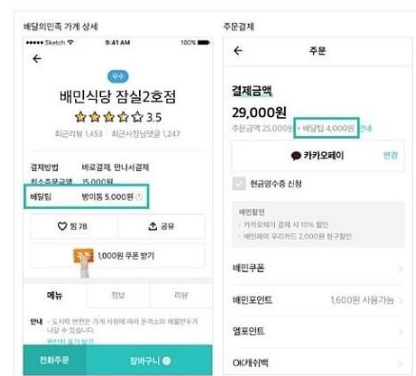 배달의민족 가게 상세
Sketch
9:41 AM
100%
우수
배민식당 잠실2호점
3.5
최근리뷰 1,453
최근사장님댓글 1,247
결제방법 바로결제, 만나서결제
최소주문금액 15,000원
배달팁 방이동 5,000원
찜 78
공유
1,000원 쿠폰 받기
메뉴
정보
리뷰
안내
전화주문
장바구니
주문결제
주문
결제금액
29,000원
주문금액 25,000원 + 배달팁 4,000원 안내
카카오페이
변경
현금영수증 신청
배민할인
- 카카오페이 결제 시 10% 할인
- 배민페이 우리카드 2,000원 청구할인
배민쿠폰
배민포인트
1,600원 사용가능
엘포인트
OK캐쉬백